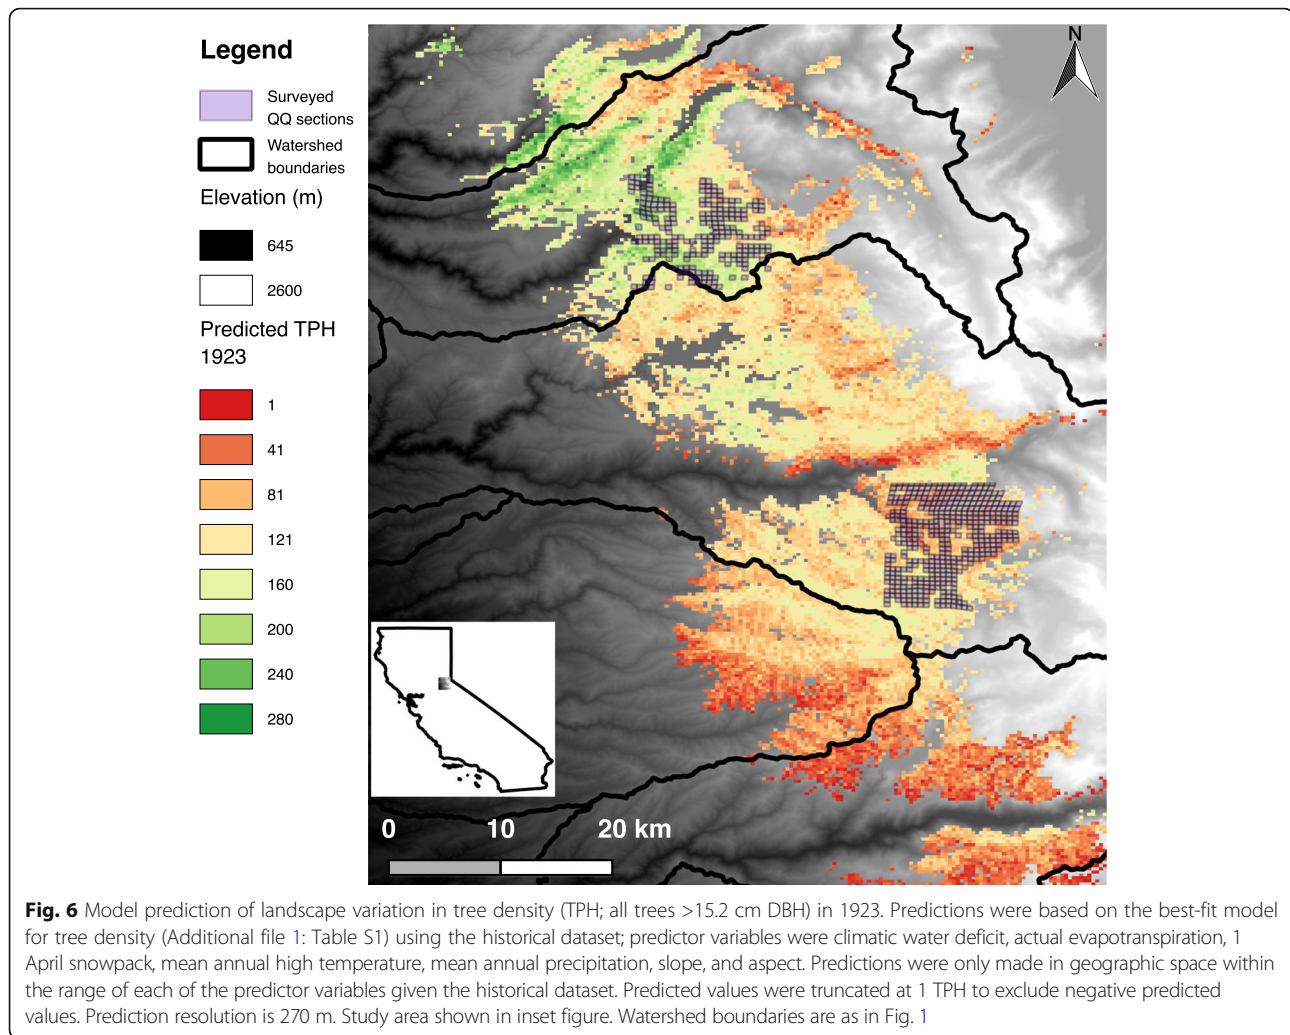 Legend
Surveyed
QQ sections
Watershed
boundaries
Elevation (m)
645
2600
Predicted TPH
1923
1
41
81
121
160
200
240
280
N
0 10 20 km
Fig. 6 Model prediction of landscape variation in tree density (TPH; all trees >15.2 cm DBH) in 1923. Predictions were based on the best-fit model
for tree density (Additional file 1: Table S1) using the historical dataset; predictor variables were climatic water deficit, actual evapotranspiration, 1
April snowpack, mean annual high temperature, mean annual precipitation, slope, and aspect. Predictions were only made in geographic space within
the range of each of the predictor variables given the historical dataset. Predicted values were truncated at 1 TPH to exclude negative predicted
values. Prediction resolution is 270 m. Study area shown in inset figure. Watershed boundaries are as in Fig. 1